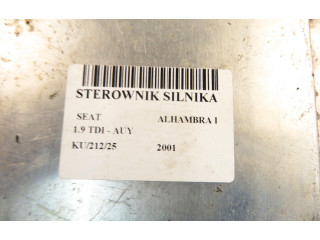 STEROWNIK SILNIKA
SEAT ALHAMBRA I
1.9 TDI - AUY
KU/212/25 2001